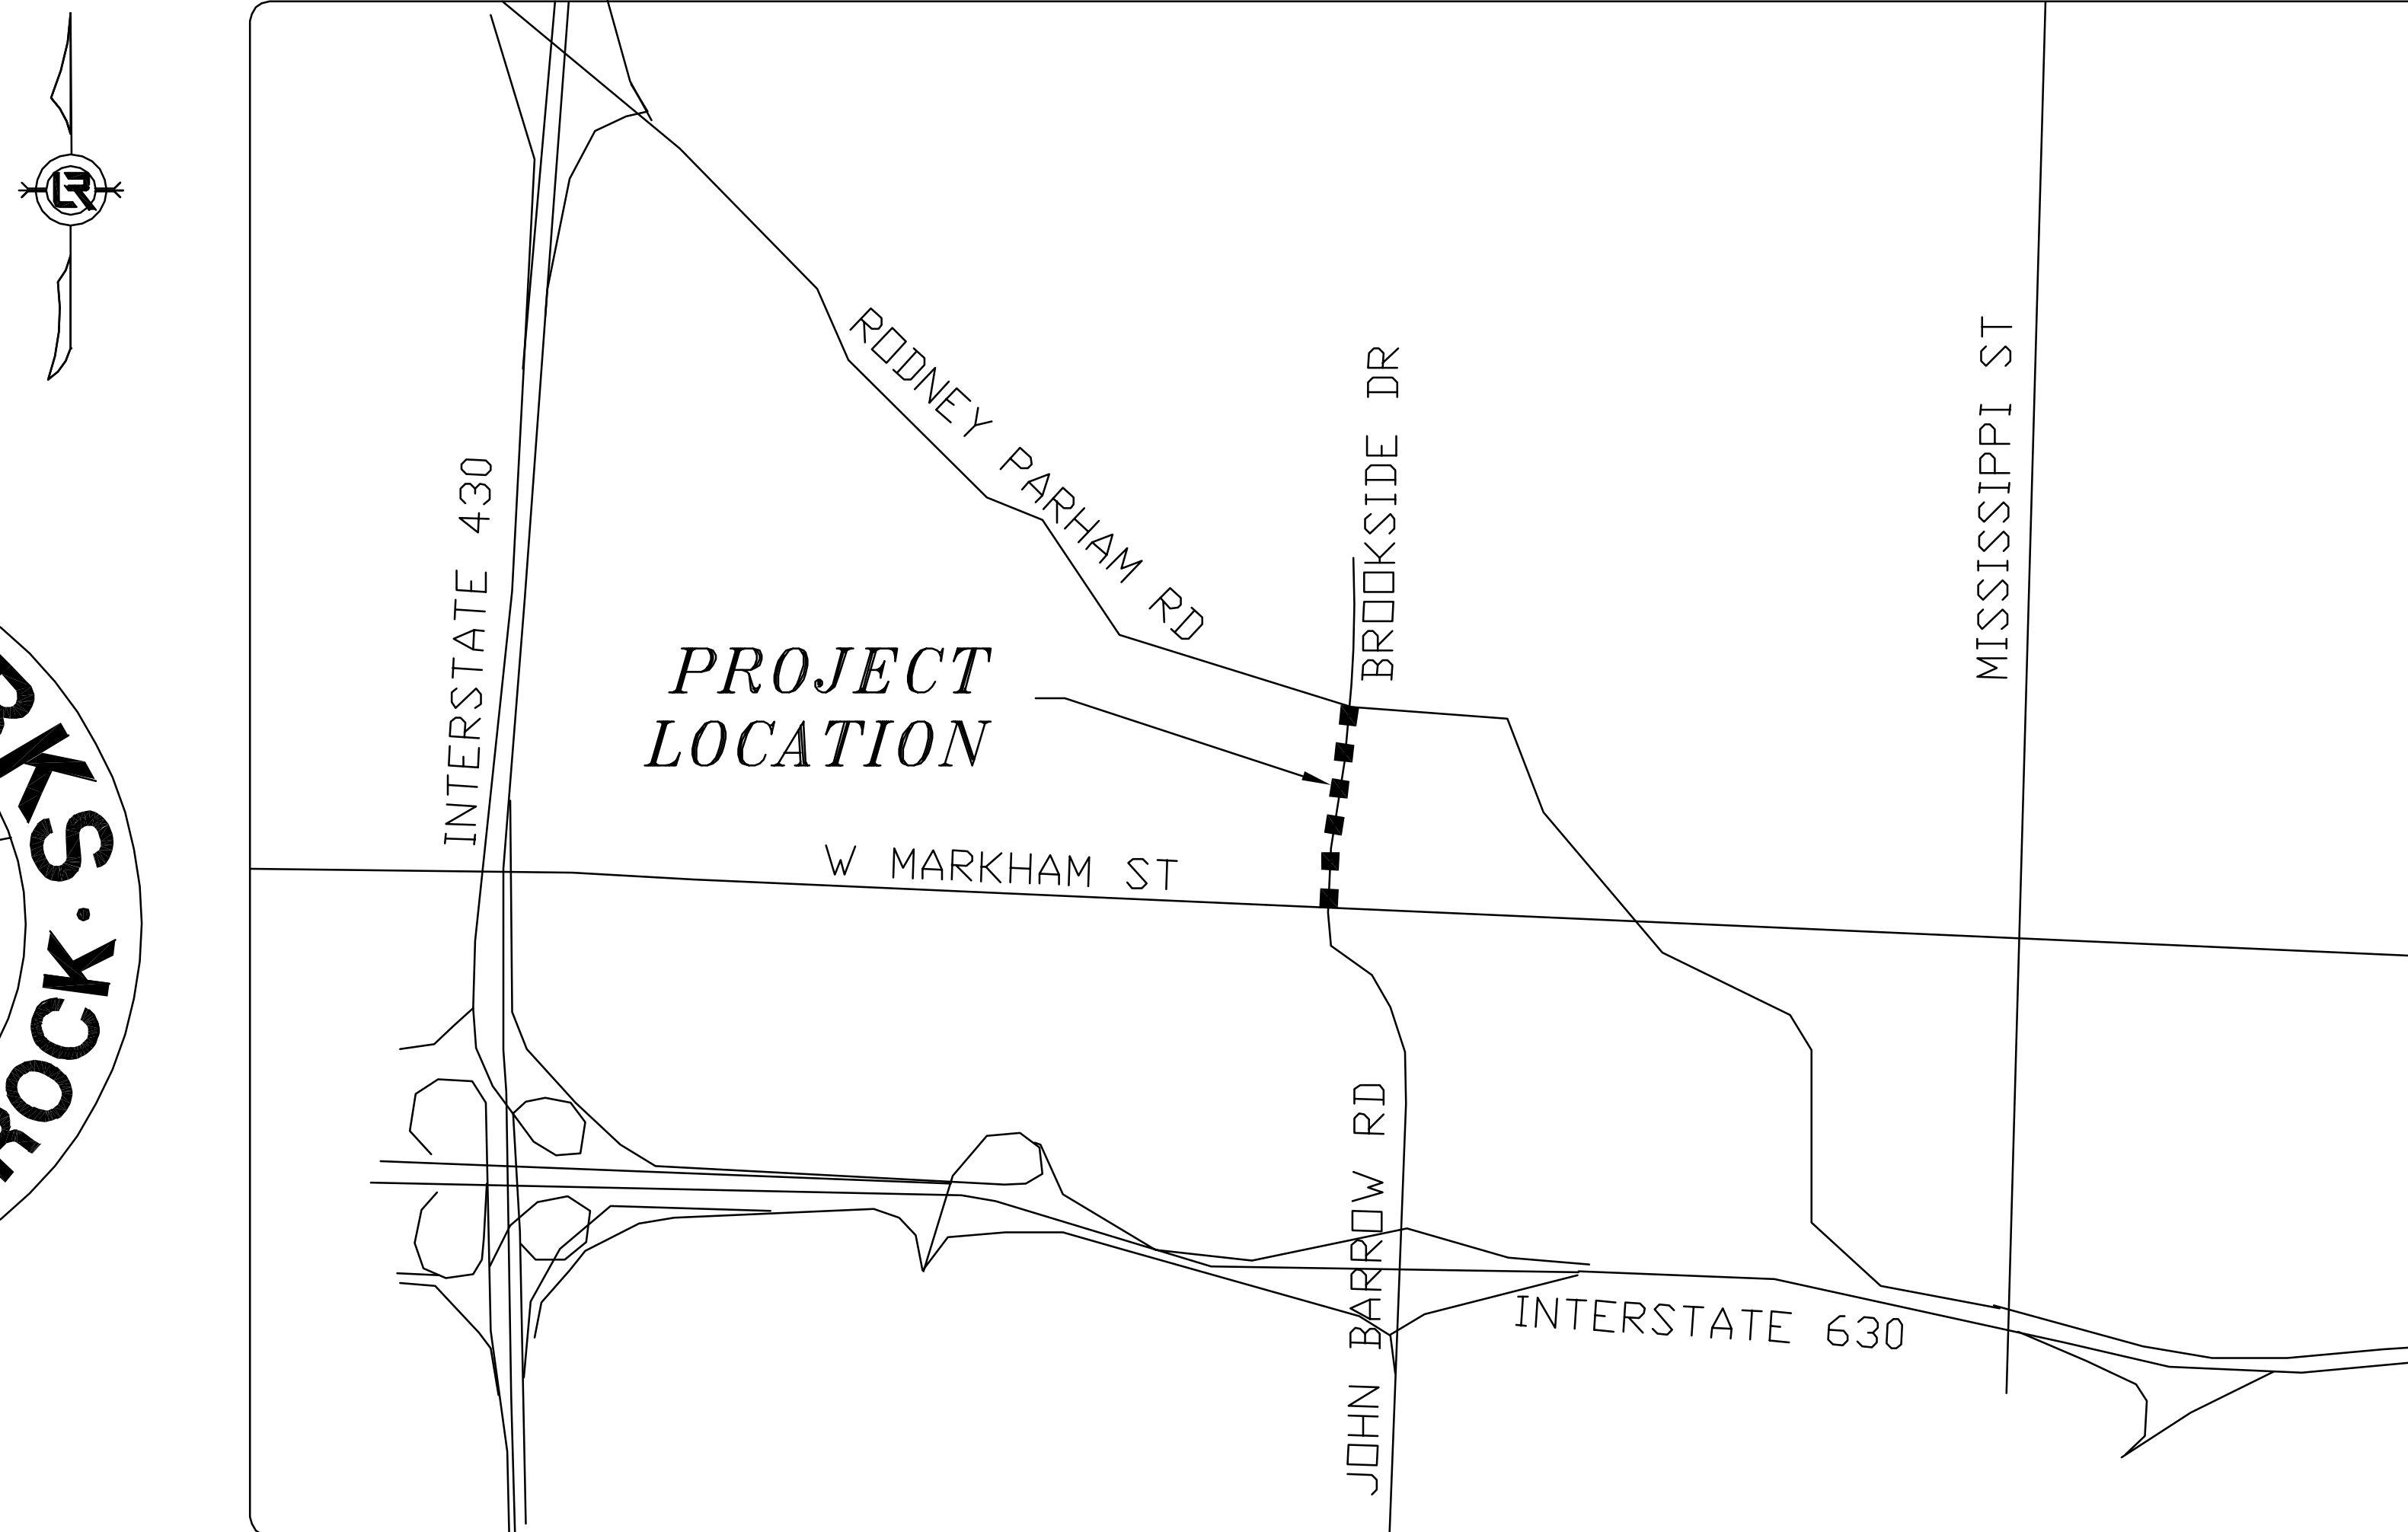 LR
RODNEY PARHAM RD
BROOKSIDE DR
MISSISSIPPI ST
INTERSTATE 430
PROJECT
LOCATION
W MARKHAM ST
JOHN BARROW RD
INTERSTATE 630
ROCK